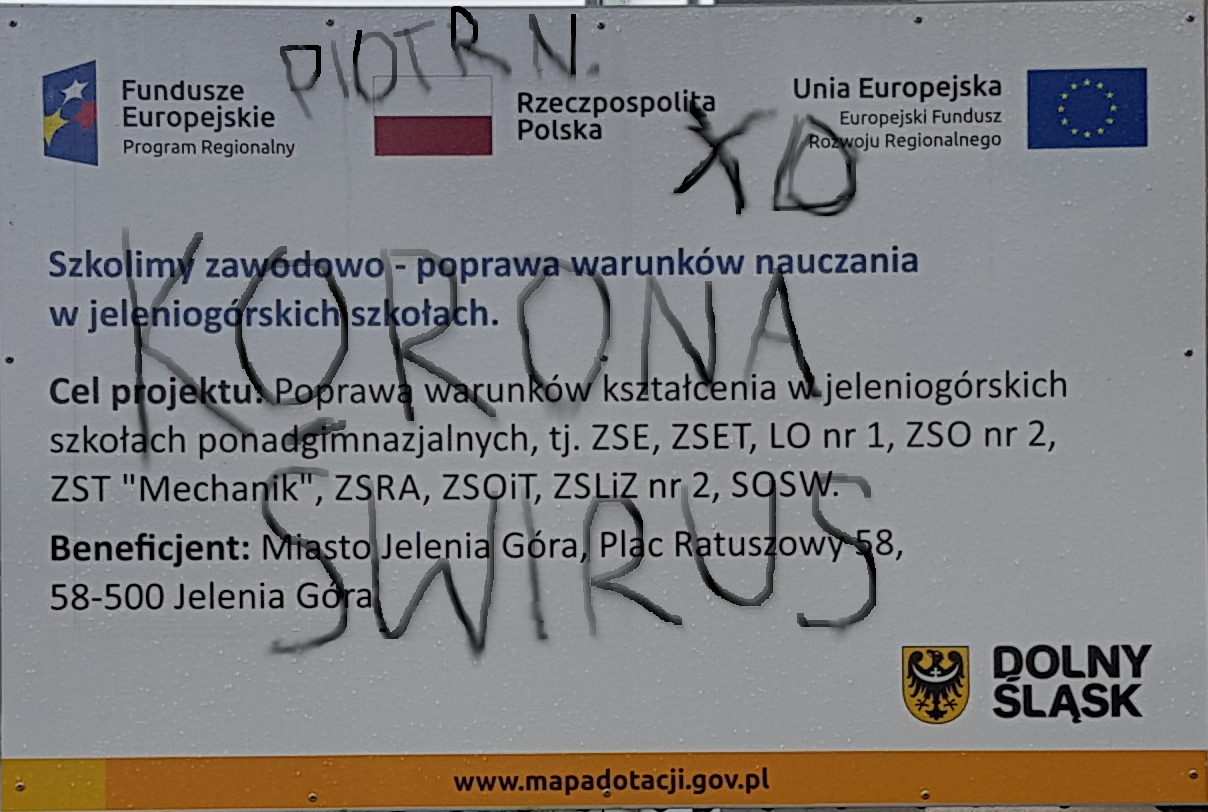 PIOTR N.
Fundusze
Europejskie
Program Regionalny
Rzeczpospolita
Polska
Unia Europejska
Europejski Fundusz
Rozwoju Regionalnego
XD
Szkolimy zawodowo - poprawa warunków nauczania
w jeleniogórskich szkołach.
KORONA
Cel projektu: Poprawa warunków kształcenia w jeleniogórskich
szkołach ponadgimnazjalnych, tj. ZSE, ZSET, LO nr 1, ZSO nr 2,
ZST "Mechanik", ZSRA, ZSOiT, ZSLiZ nr 2, SOSW.
SWIRUS
Beneficjent: Miasto Jelenia Góra, Plac Ratuszowy 58,
58-500 Jelenia Góra
DOLNY
ŚLĄSK
www.mapadotacji.gov.pl